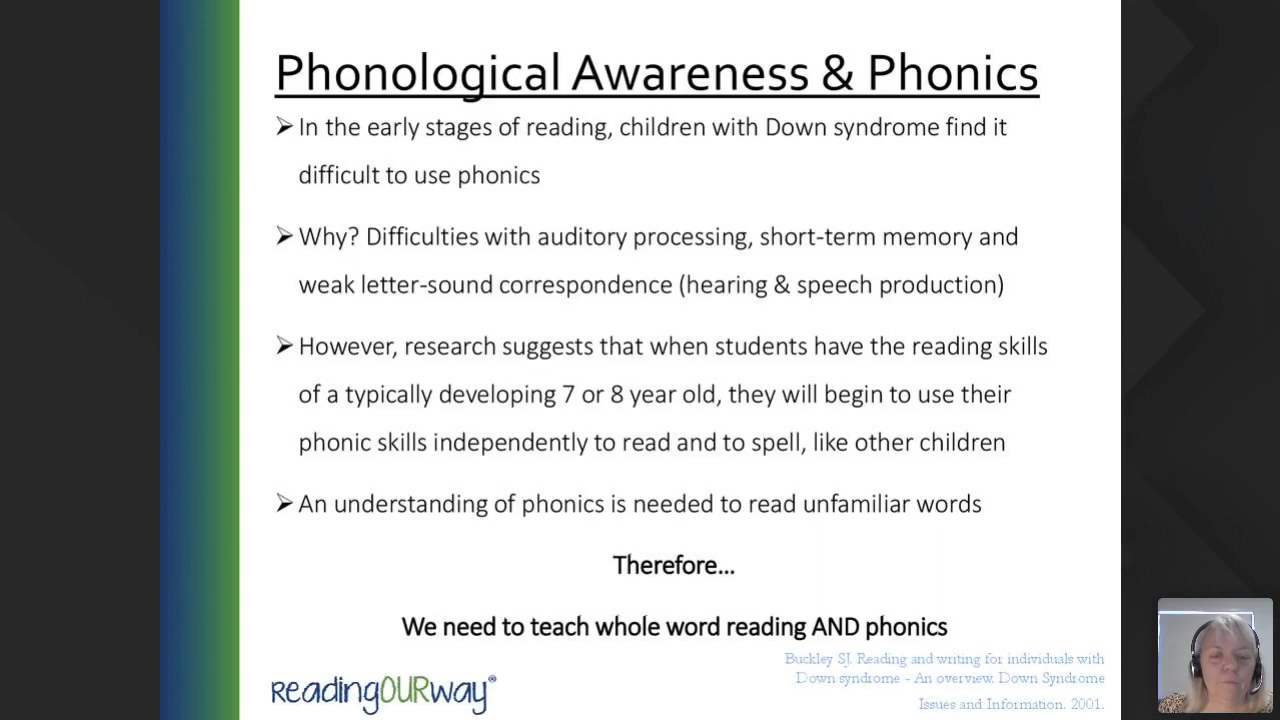 Phonological Awareness & Phonics
➢ In the early stages of reading, children with Down syndrome find it
difficult to use phonics
➢ Why? Difficulties with auditory processing, short-term memory and
weak letter-sound correspondence (hearing & speech production)
➢ However, research suggests that when students have the reading skills
of a typically developing 7 or 8 year old, they will begin to use their
phonic skills independently to read and to spell, like other children
➢ An understanding of phonics is needed to read unfamiliar words
Therefore...
We need to teach whole word reading AND phonics
Buckley SJ. Reading and writing for individuals with
Down syndrome - An overview. Down Syndrome
Issues and Information. 2001.
ReadingOURway®